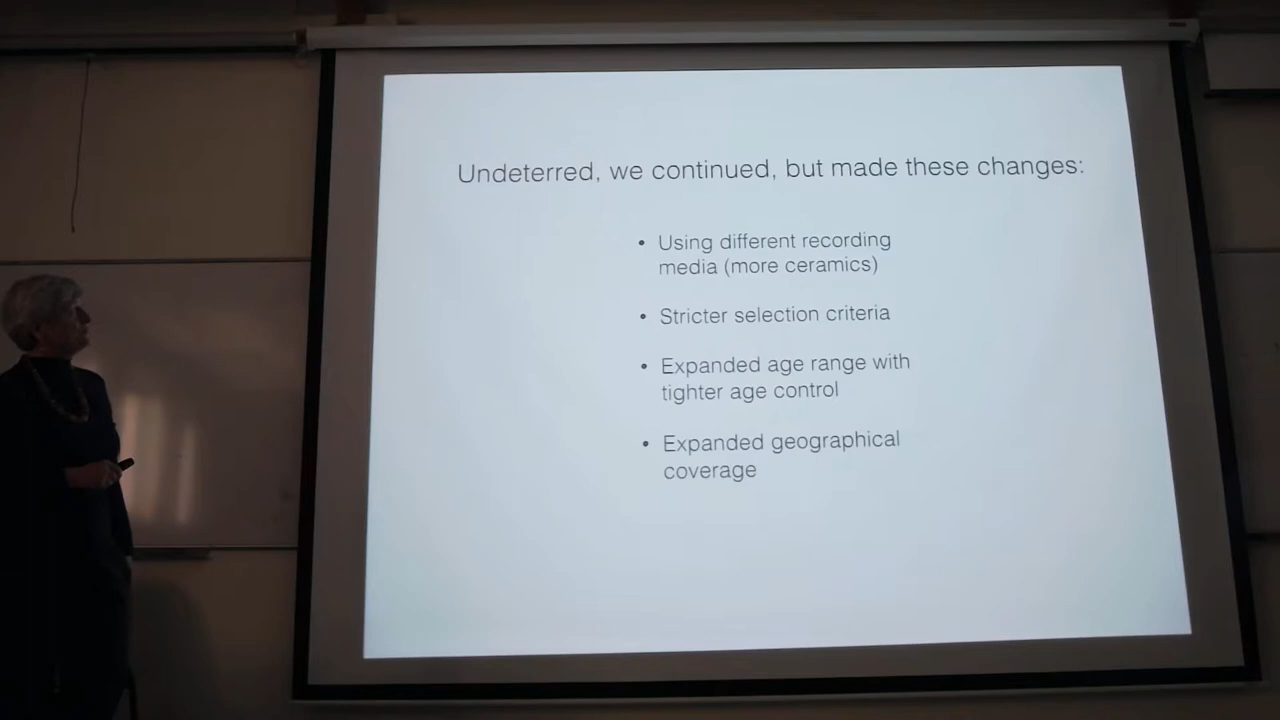 Undeterred, we continued, but made these changes:
• Using different recording
media (more ceramics)
• Stricter selection criteria
• Expanded age range with
tighter age control
• Expanded geographical
coverage